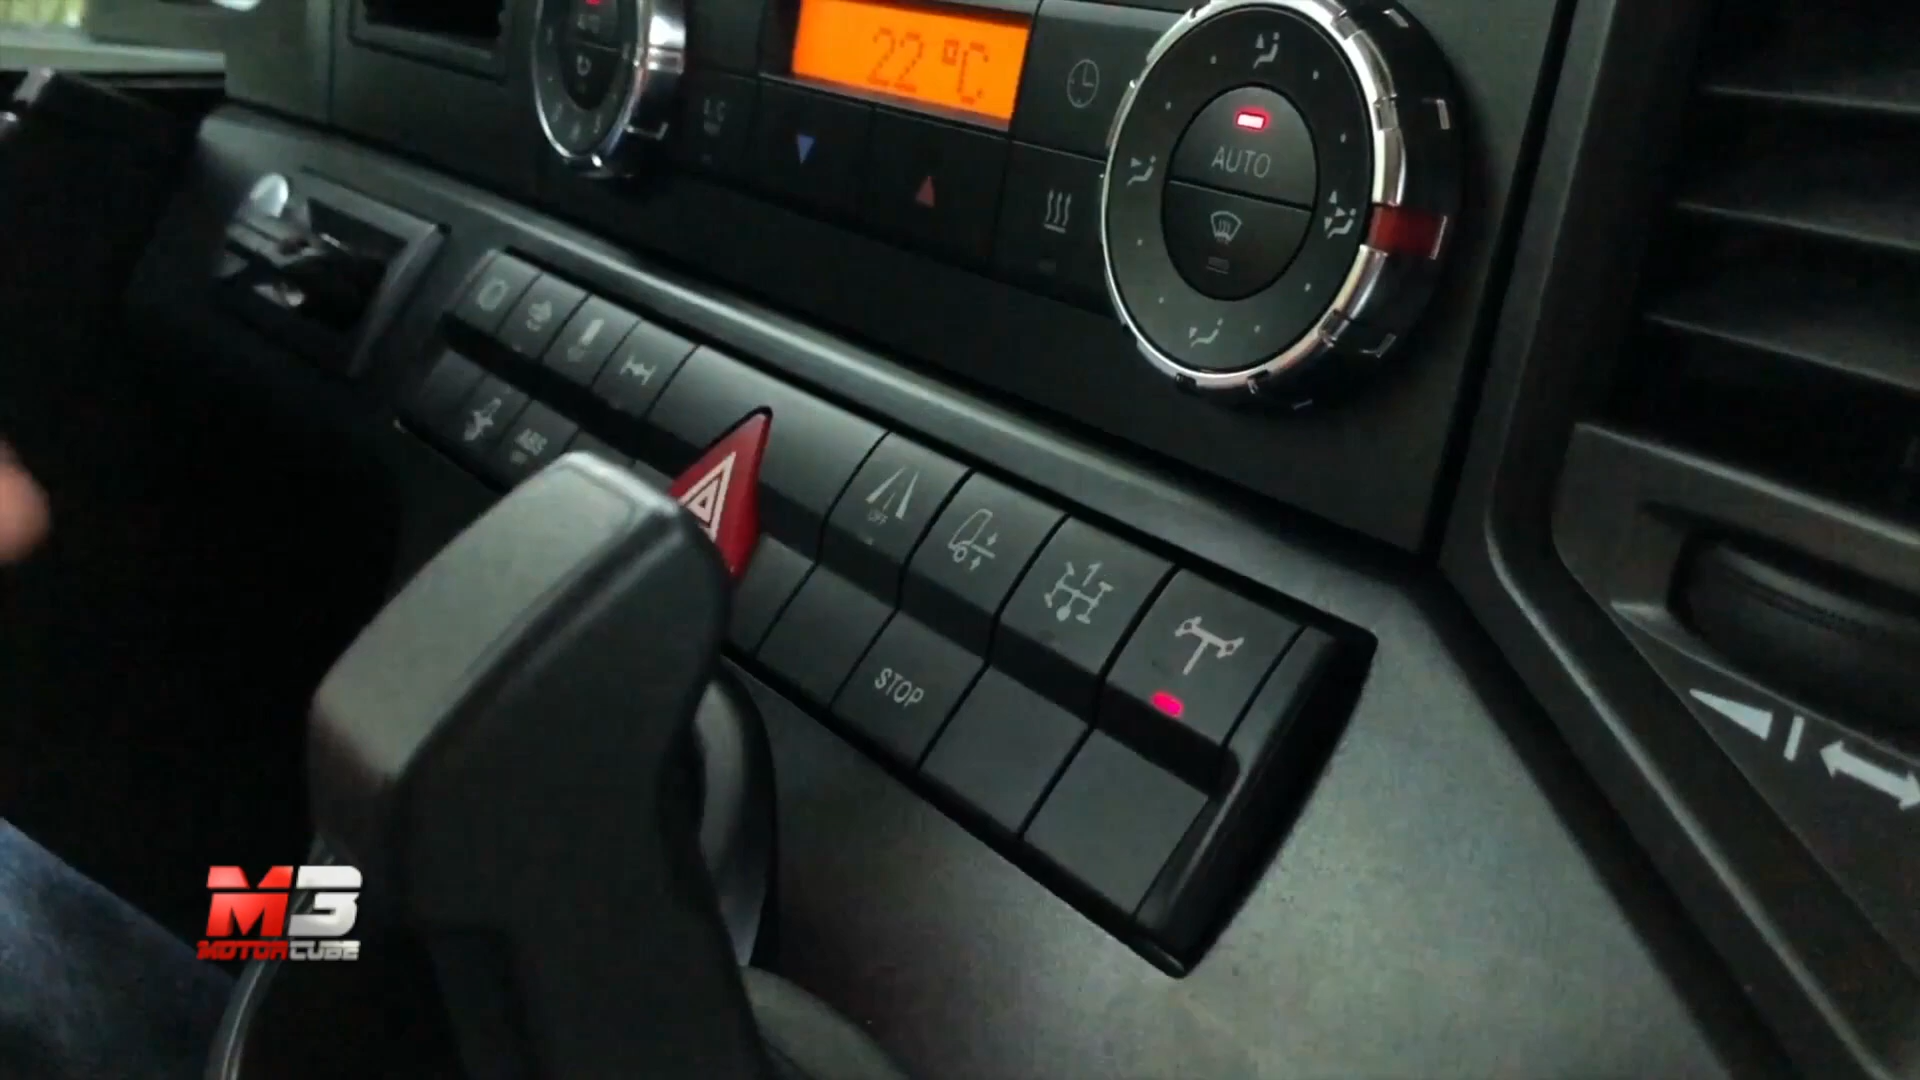 22 °C
A/C
AUTO
ABS
OFF
STOP
M3
MOTORCUBE